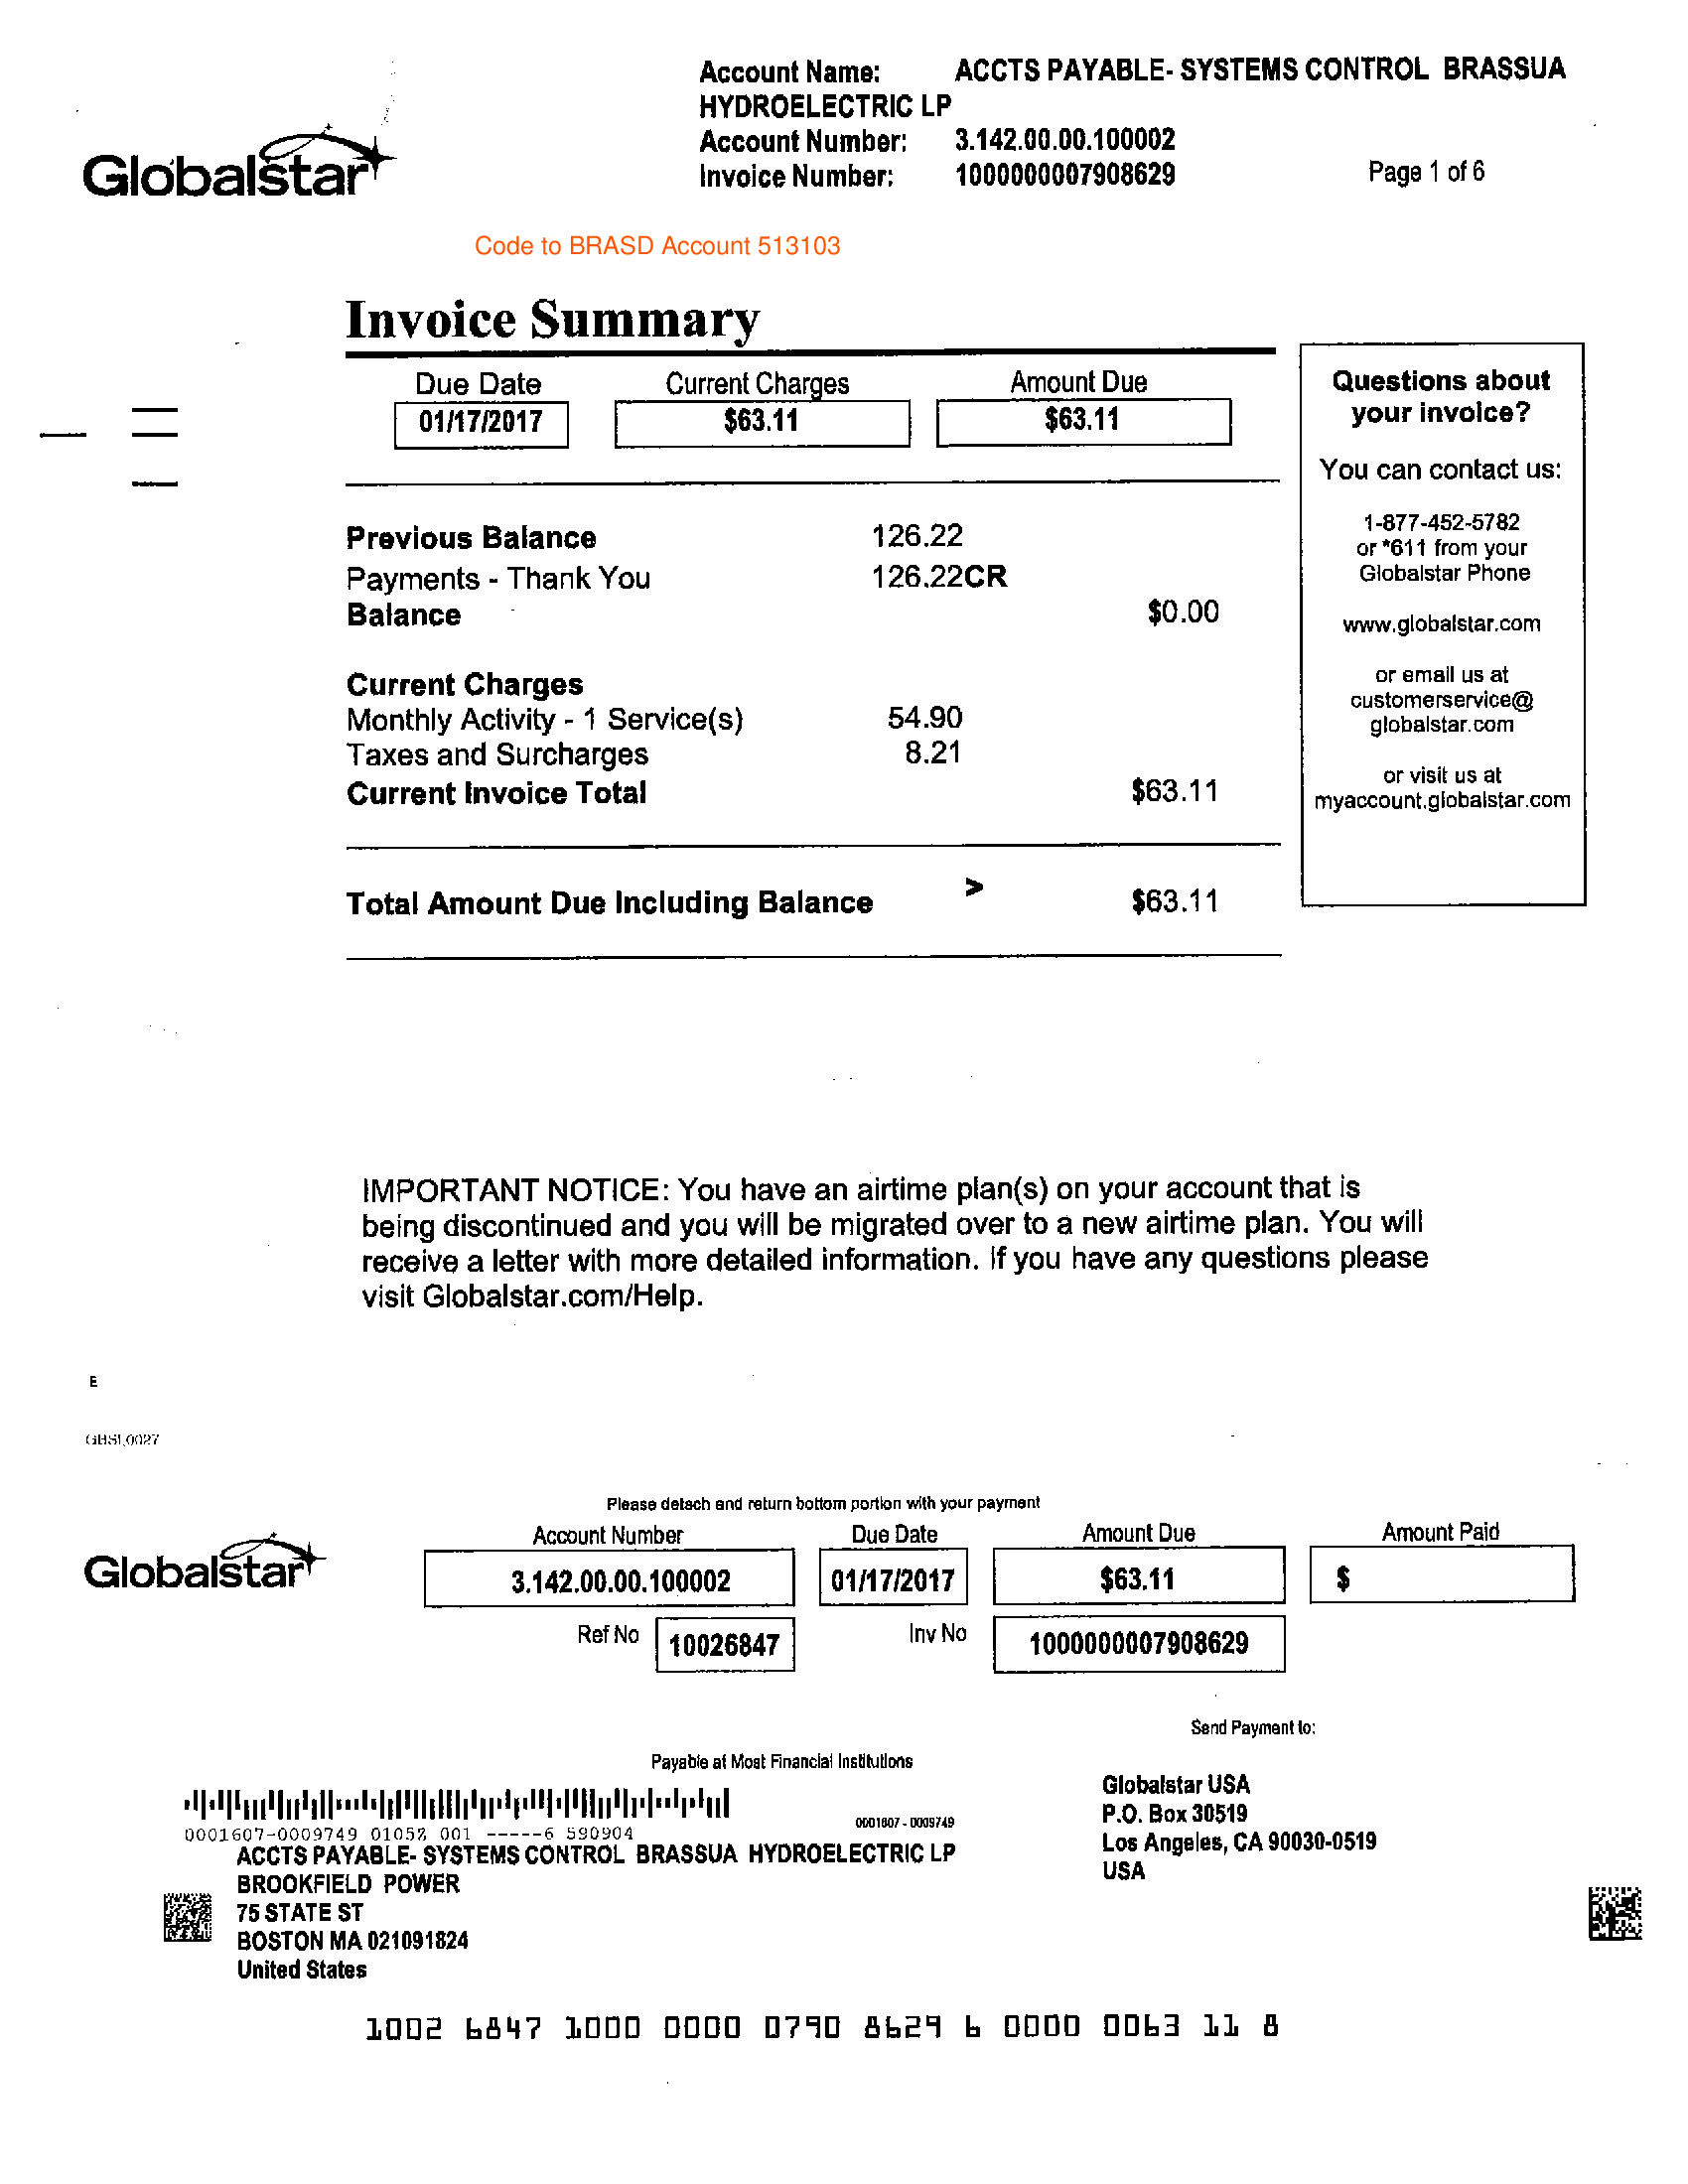 Globalstar
Account Name: ACCTS PAYABLE- SYSTEMS CONTROL BRASSUA
HYDROELECTRIC LP
Account Number: 3.142.00.00.100002
Invoice Number: 1000000007908629
Page 1 of 6
Code to BRASD Account 513103
Invoice Summary
Due Date Current Charges Amount Due
01/17/2017 $63.11 $63.11
Previous Balance 126.22
Payments - Thank You 126.22CR
Balance $0.00
Current Charges
Monthly Activity - 1 Service(s) 54.90
Taxes and Surcharges 8.21
Current Invoice Total $63.11
Total Amount Due Including Balance > $63.11
Questions about
your invoice?
You can contact us:
1-877-452-5782
or *611 from your
Globalstar Phone
www.globalstar.com
or email us at
customerservice@
globalstar.com
or visit us at
myaccount.globalstar.com
IMPORTANT NOTICE: You have an airtime plan(s) on your account that is
being discontinued and you will be migrated over to a new airtime plan. You will
receive a letter with more detailed information. If you have any questions please
visit Globalstar.com/Help.
E
Please detach and return bottom portion with your payment
Globalstar
Account Number Due Date Amount Due Amount Paid
3.142.00.00.100002 01/17/2017 $63.11 $
Ref No 10026847 Inv No 1000000007908629
Send Payment to:
Payable at Most Financial Institutions
Globalstar USA
P.O. Box 30519
Los Angeles, CA 90030-0519
USA
0001607-0009749
0001607-0009749 0105% 001 -----6 590904
ACCTS PAYABLE- SYSTEMS CONTROL BRASSUA HYDROELECTRIC LP
BROOKFIELD POWER
75 STATE ST
BOSTON MA 021091824
United States
1002 6847 1000 0000 0790 8629 6 0000 0063 11 8